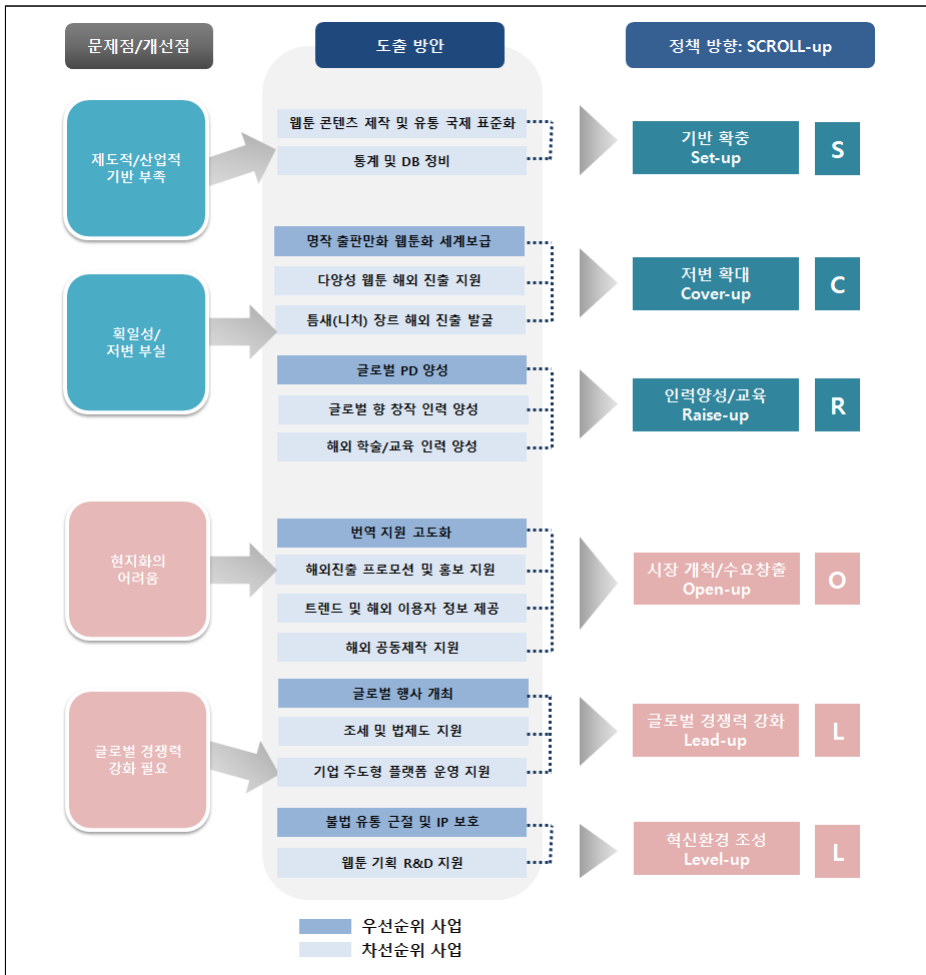 문제점/개선점
도출 방안
정책 방향: SCROLL-up
제도적/산업적
기반 부족
웹툰 콘텐츠 제작 및 유통 국제 표준화
통계 및 DB 정비
기반 확충
Set-up
S
획일성/
저변 부실
명작 출판만화 웹툰화 세계보급
다양성 웹툰 해외 진출 지원
틈새(니치) 장르 해외 진출 발굴
저변 확대
Cover-up
C
글로벌 PD 양성
글로벌 향 창작 인력 양성
해외 학술/교육 인력 양성
인력양성/교육
Raise-up
R
현지화의
어려움
번역 지원 고도화
해외진출 프로모션 및 홍보 지원
트렌드 및 해외 이용자 정보 제공
해외 공동제작 지원
시장 개척/수요창출
Open-up
O
글로벌 경쟁력
강화 필요
글로벌 행사 개최
조세 및 법제도 지원
기업 주도형 플랫폼 운영 지원
글로벌 경쟁력 강화
Lead-up
L
불법 유통 근절 및 IP 보호
웹툰 기획 R&D 지원
혁신환경 조성
Level-up
L
우선순위 사업
차선순위 사업